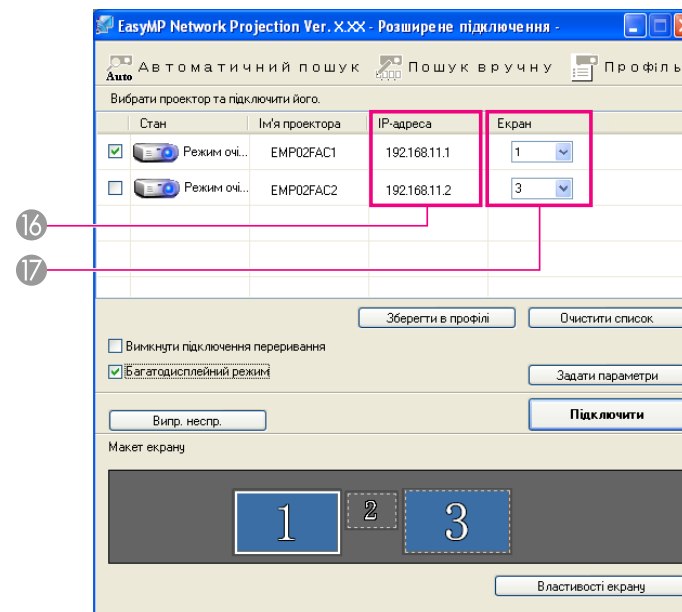 EasyMP Network Projection Ver. X.XX - Розширене підключення -
Auto Автоматичний пошук Пошук вручну Профіль
Вибрати проектор та підключити його.
Стан Ім'я проектора IP-адреса Екран
Режим очі... EMP02FAC1 192.168.11.1 1
Режим очі... EMP02FAC2 192.168.11.2 3
16
17
Зберегти в профілі Очистити список
Вимкнути підключення переривання
Багатодисплейний режим
Задати параметри
Випр. неспр. Підключити
Макет екрану
1 2 3
Властивості екрану